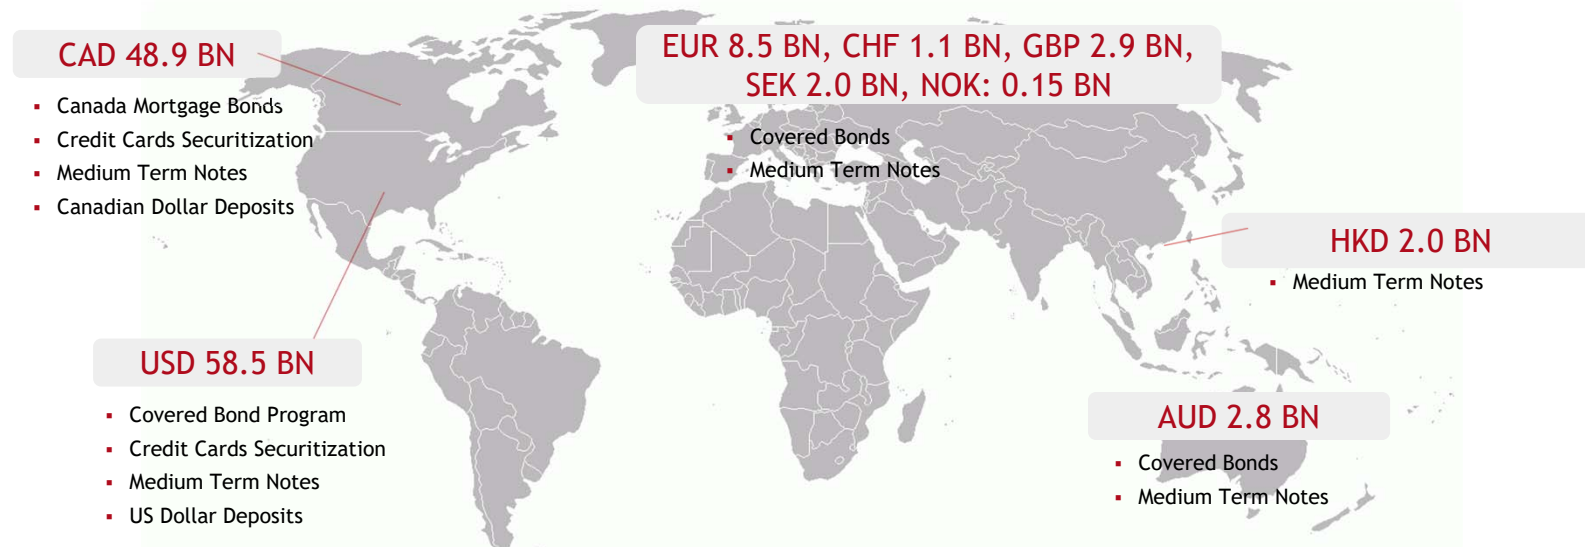 CAD 48.9 BN
▪ Canada Mortgage Bonds
▪ Credit Cards Securitization
▪ Medium Term Notes
▪ Canadian Dollar Deposits
EUR 8.5 BN, CHF 1.1 BN, GBP 2.9 BN,
SEK 2.0 BN, NOK: 0.15 BN
▪ Covered Bonds
▪ Medium Term Notes
HKD 2.0 BN
▪ Medium Term Notes
USD 58.5 BN
▪ Covered Bond Program
▪ Credit Cards Securitization
▪ Medium Term Notes
▪ US Dollar Deposits
AUD 2.8 BN
▪ Covered Bonds
▪ Medium Term Notes